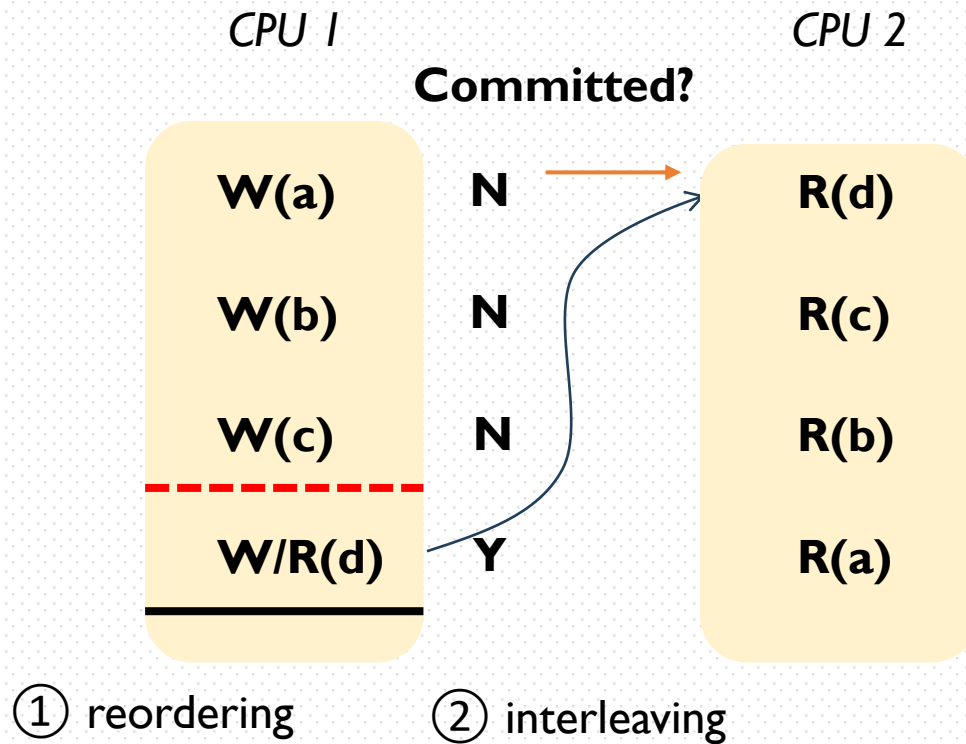 CPU 1 CPU 2
Committed?
W(a) N R(d)
W(b) N R(c)
W(c) N R(b)
W/R(d) Y R(a)
① reordering ② interleaving